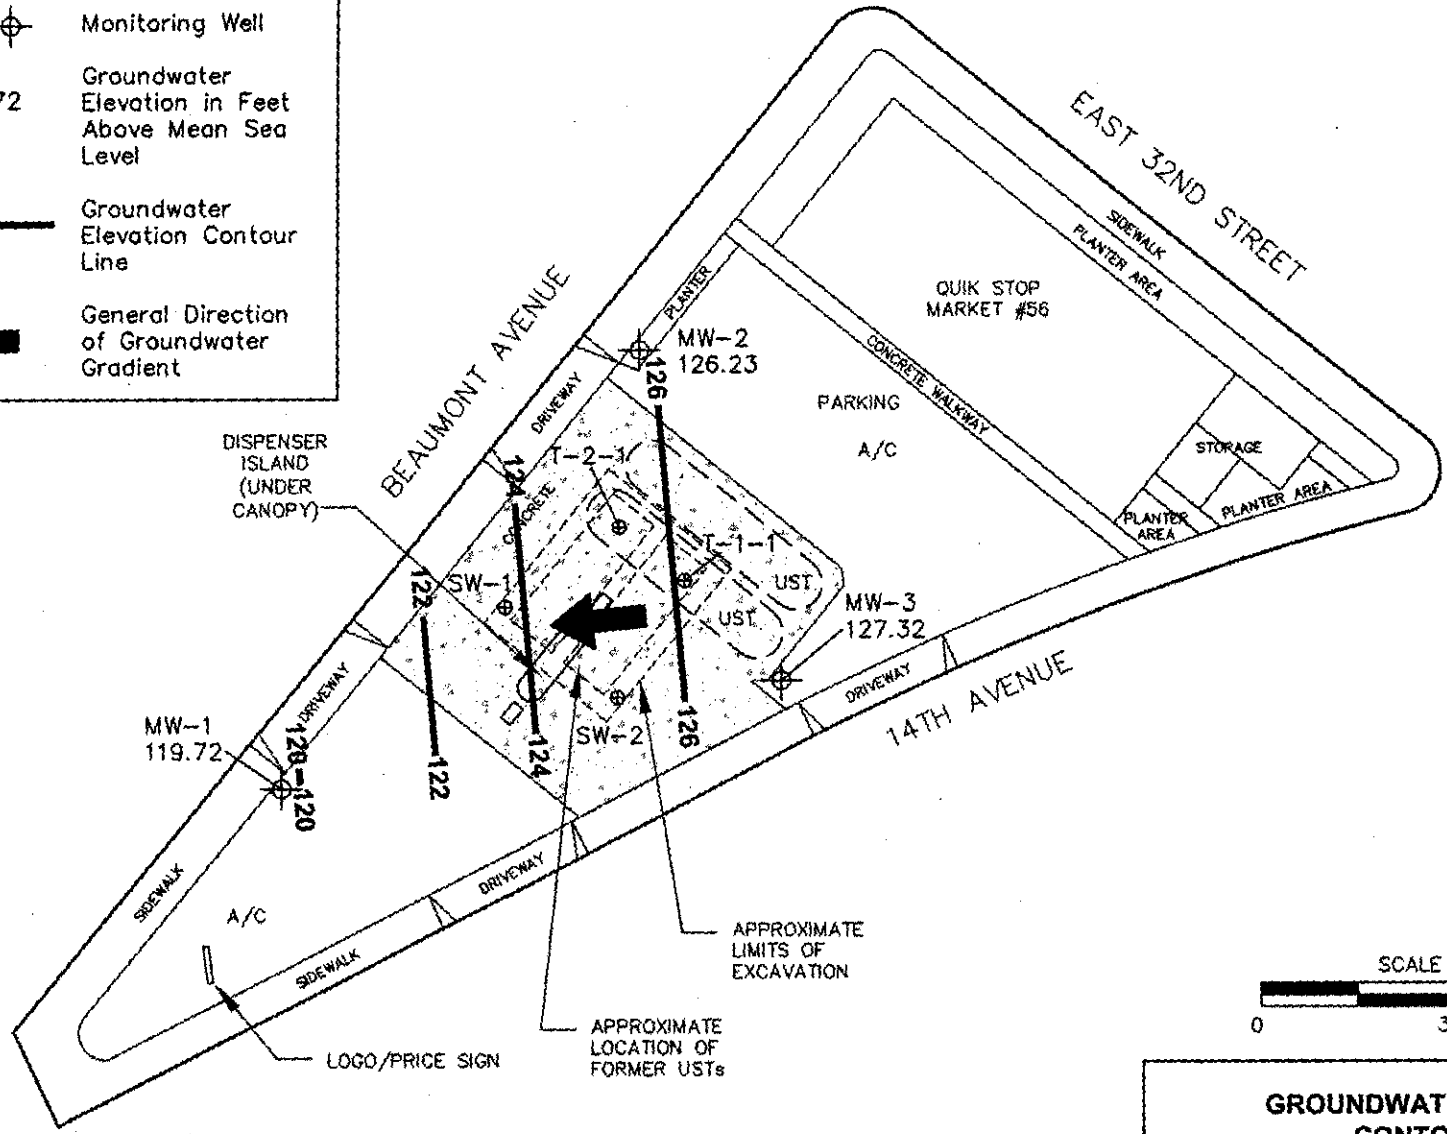 Monitoring Well
Groundwater
Elevation in Feet
Above Mean Sea
Level
72
Groundwater
Elevation Contour
Line
General Direction
of Groundwater
Gradient
EAST 32ND STREET
SIDEWALK
PLANTER AREA
QUIK STOP
MARKET #56
CONCRETE WALKWAY
PLANTER
BEAUMONT AVENUE
MW-2
126.23
PARKING
A/C
STORAGE
PLANTER AREA
PLANTER
AREA
DRIVEWAY
DISPENSER
ISLAND
(UNDER
CANOPY)
T-2-1
126
124
CONCRETE
T-1-1
UST
UST
SW-1
122
MW-3
127.32
DRIVEWAY
14TH AVENUE
DRIVEWAY
MW-1
119.72
120
120
SW-2
126
124
122
DRIVEWAY
SIDEWALK
A/C
SIDEWALK
APPROXIMATE
LIMITS OF
EXCAVATION
APPROXIMATE
LOCATION OF
FORMER USTs
LOGO/PRICE SIGN
SCALE
0
3
GROUNDWAT
CONTO